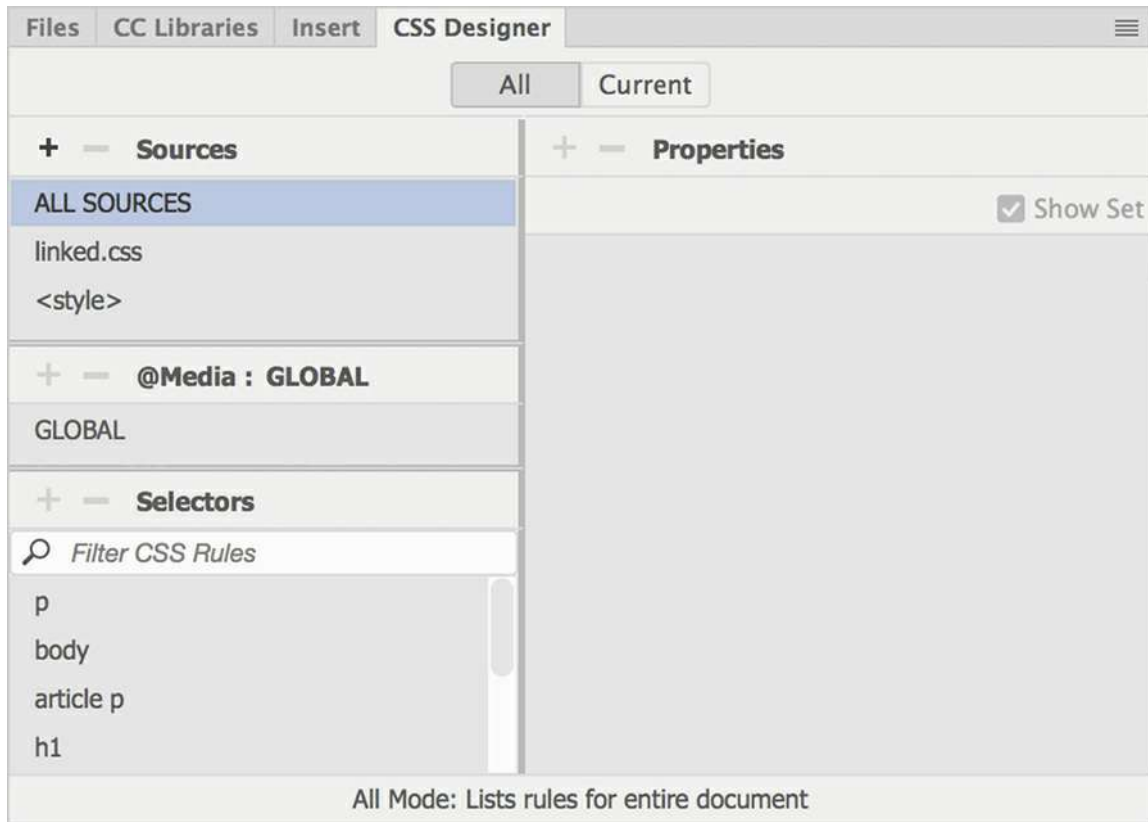 Files CC Libraries Insert CSS Designer
All Current
+ − Sources
ALL SOURCES
linked.css
<style>
+ − @Media : GLOBAL
GLOBAL
+ − Selectors
Filter CSS Rules
p
body
article p
h1
+ − Properties
Show Set
All Mode: Lists rules for entire document